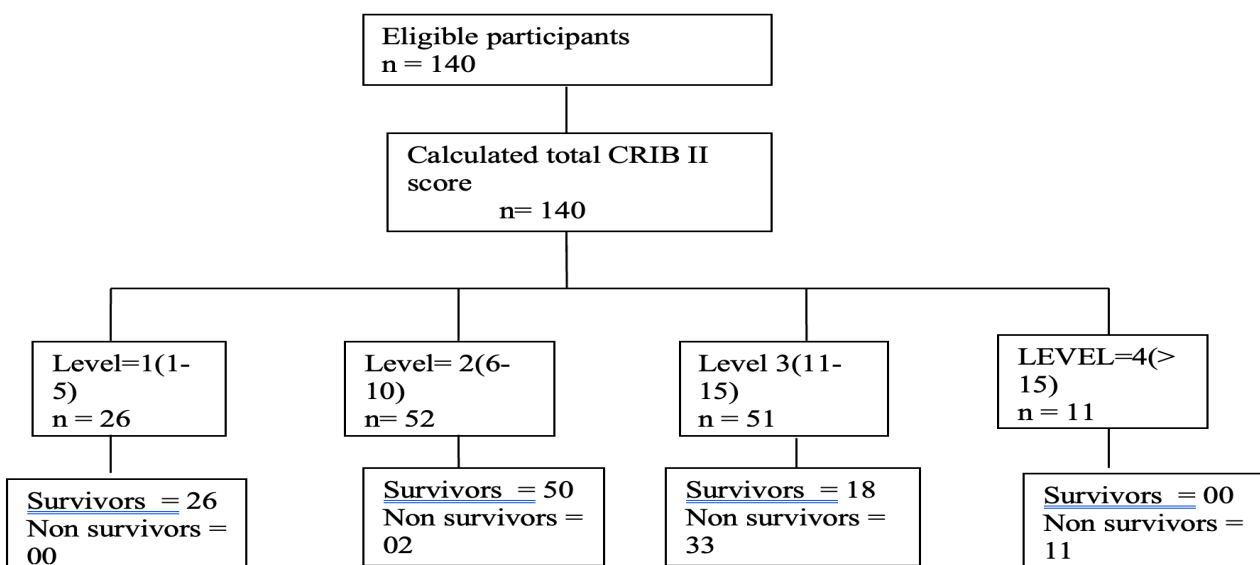 Eligible participants
n = 140
Calculated total CRIB II
score
n= 140
Level=1(1-
5)
n = 26
Level= 2(6-
10)
n= 52
Level 3(11-
15)
n = 51
LEVEL=4(>
15)
n = 11
Survivors = 26
Non survivors =
00
Survivors = 50
Non survivors =
02
Survivors = 18
Non survivors =
33
Survivors = 00
Non survivors =
11